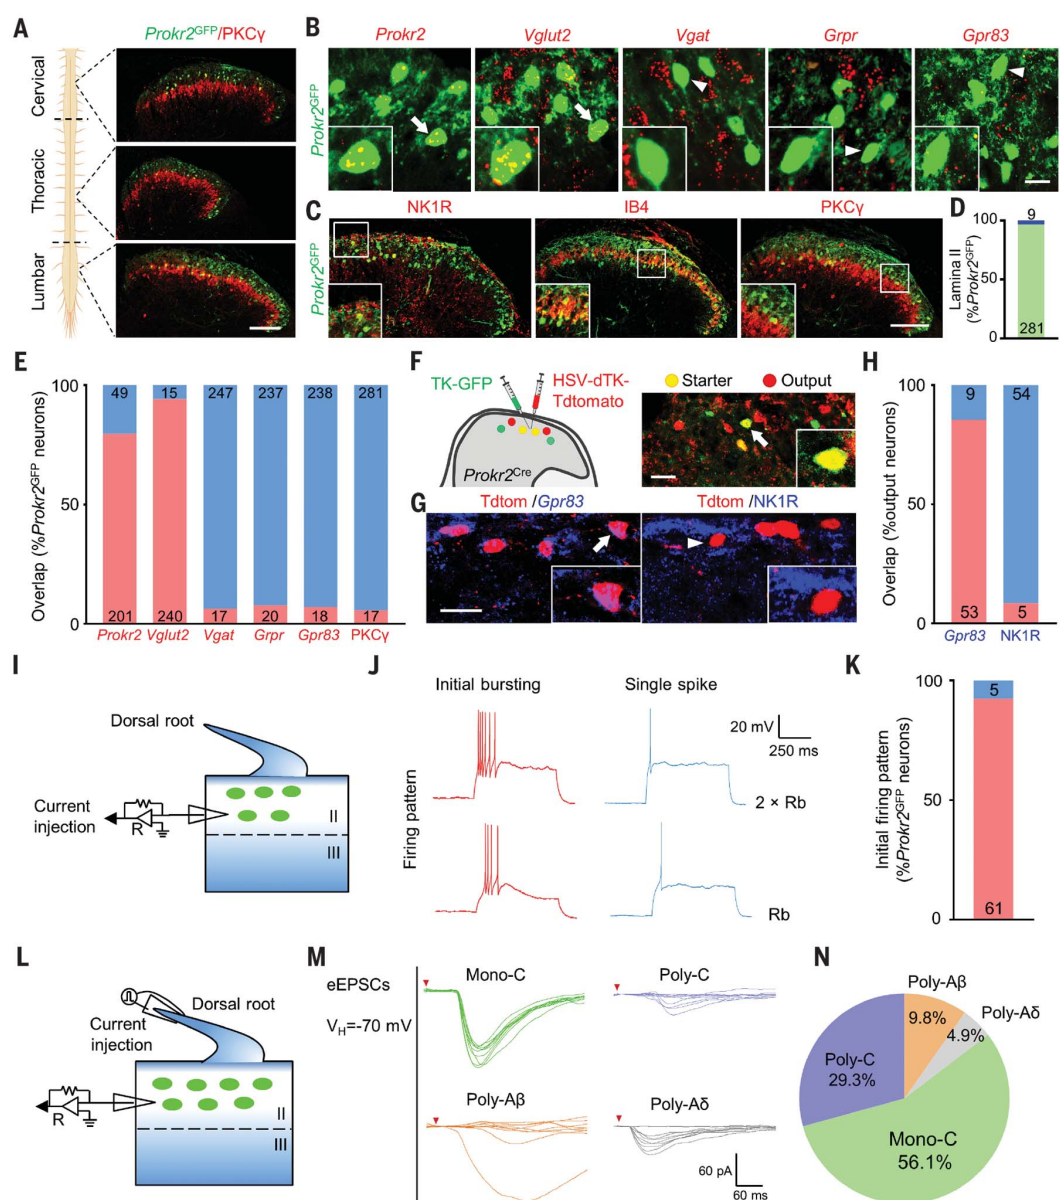 A
Prokr2GFP/PKCγ
Cervical
Thoracic
Lumbar
B
Prokr2
Vglut2
Vgat
Grpr
Gpr83
Prokr2GFP
C
NK1R
IB4
PKCγ
Prokr2GFP
D
Lamina II
(%Prokr2GFP)
100
50
0
9
281
E
Overlap (%Prokr2GFP neurons)
100
50
0
49
15
247
237
238
281
201
240
17
20
18
17
Prokr2
Vglut2
Vgat
Grpr
Gpr83
PKCγ
F
TK-GFP
HSV-dTK-
Tdtomato
Prokr2Cre
Starter
Output
G
Tdtom /Gpr83
Tdtom /NK1R
H
Overlap (%output neurons)
100
50
0
9
54
53
5
Gpr83
NK1R
I
Dorsal root
Current
injection
R
II
III
J
Initial bursting
Single spike
Firing pattern
20 mV
250 ms
2 × Rb
Rb
K
Initial firing pattern
(%Prokr2GFP neurons)
100
50
0
5
61
L
Dorsal root
Current
injection
R
II
III
M
eEPSCs
VH=-70 mV
Mono-C
Poly-C
Poly-Aβ
Poly-Aδ
60 pA
60 ms
N
Poly-Aβ
9.8%
Poly-Aδ
4.9%
Poly-C
29.3%
Mono-C
56.1%